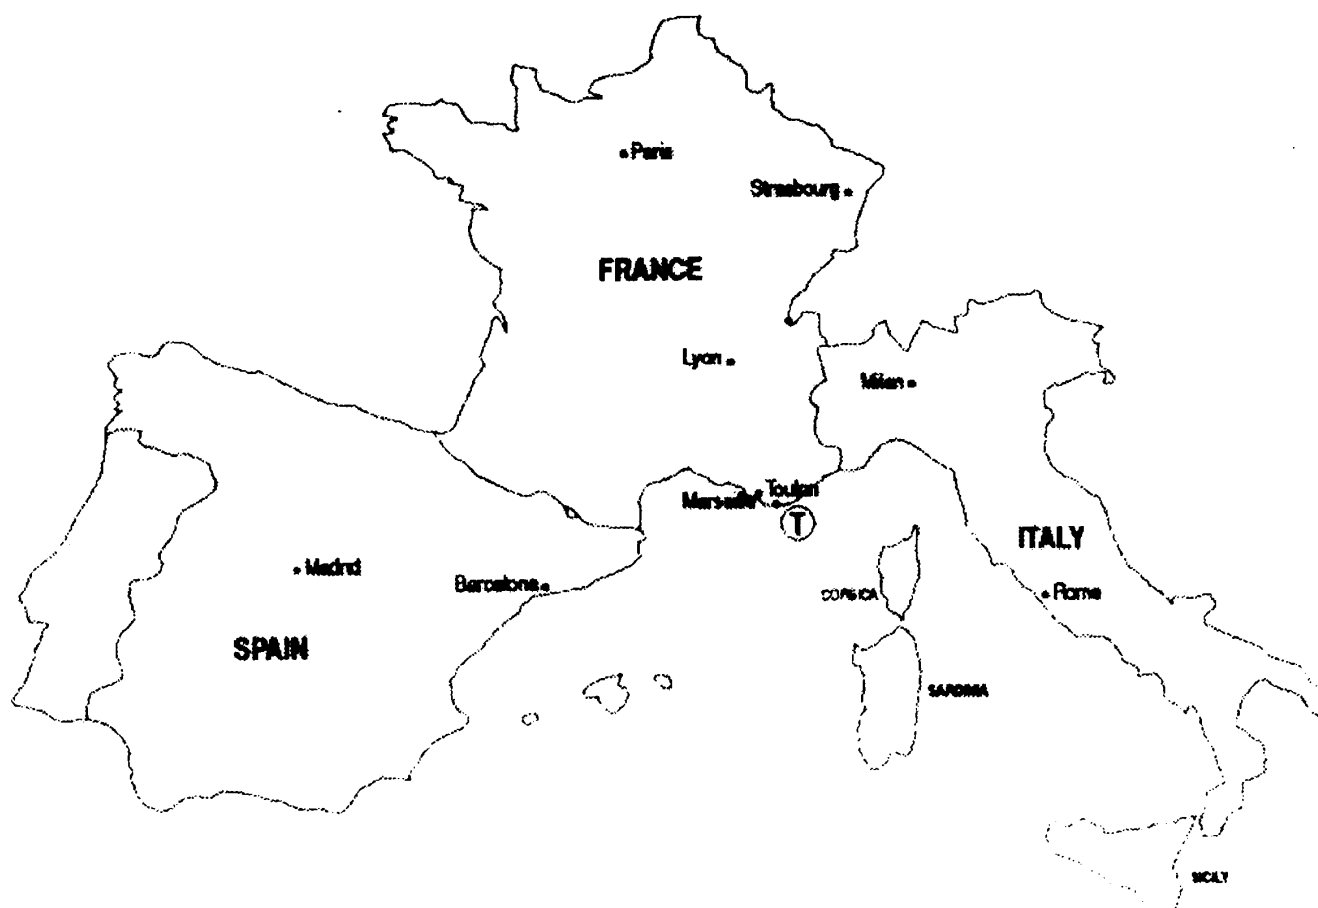 Paris
Strasbourg
FRANCE
Lyon
Milan
Toulon
Marseille
T
ITALY
Madrid
Barcelona
CORSICA
Rome
SPAIN
SARDINIA
SICILY